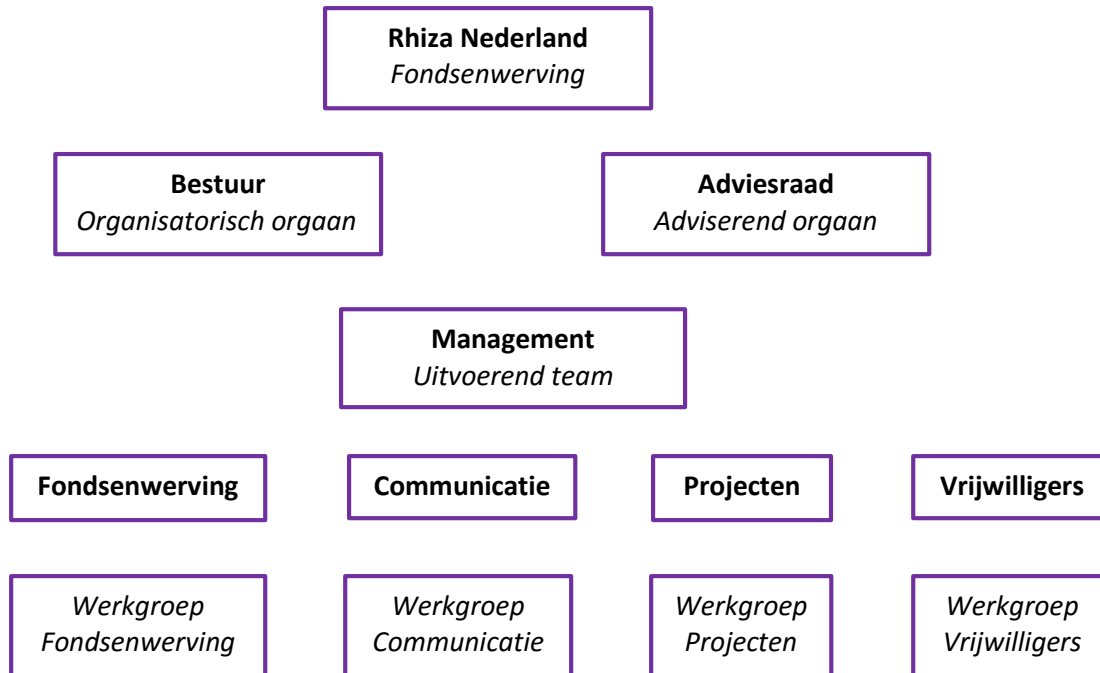 Rhiza Nederland
Fondsenwerving
Bestuur
Organisatorisch orgaan
Adviesraad
Adviserend orgaan
Management
Uitvoerend team
Fondsenwerving
Communicatie
Projecten
Vrijwilligers
Werkgroep
Fondsenwerving
Werkgroep
Communicatie
Werkgroep
Projecten
Werkgroep
Vrijwilligers